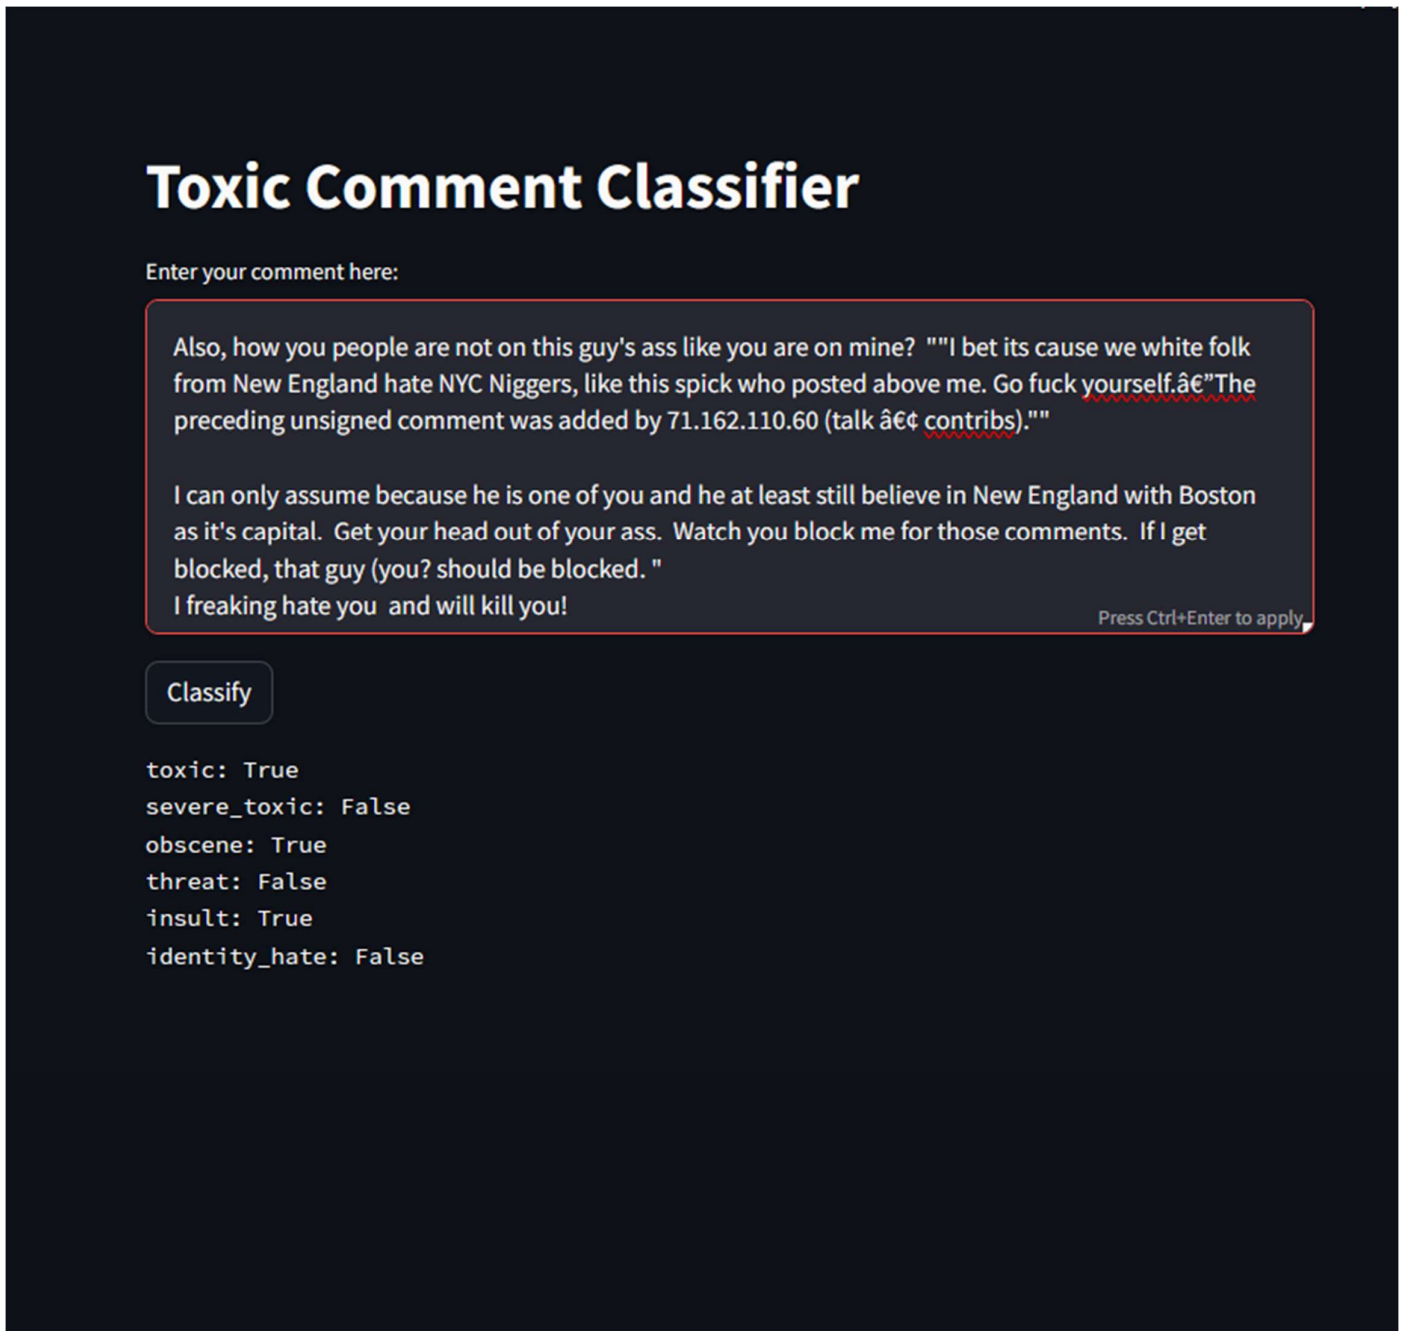 Toxic Comment Classifier
Enter your comment here:
Also, how you people are not on this guy's ass like you are on mine?  ""I bet its cause we white folk
from New England hate NYC Niggers, like this spick who posted above me. Go fuck yourself.â€”The
preceding unsigned comment was added by 71.162.110.60 (talk â€¢ contribs).""
I can only assume because he is one of you and he at least still believe in New England with Boston
as it's capital.  Get your head out of your ass.  Watch you block me for those comments.  If I get
blocked, that guy (you? should be blocked. "
I freaking hate you  and will kill you!
Press Ctrl+Enter to apply
Classify
toxic: True
severe_toxic: False
obscene: True
threat: False
insult: True
identity_hate: False